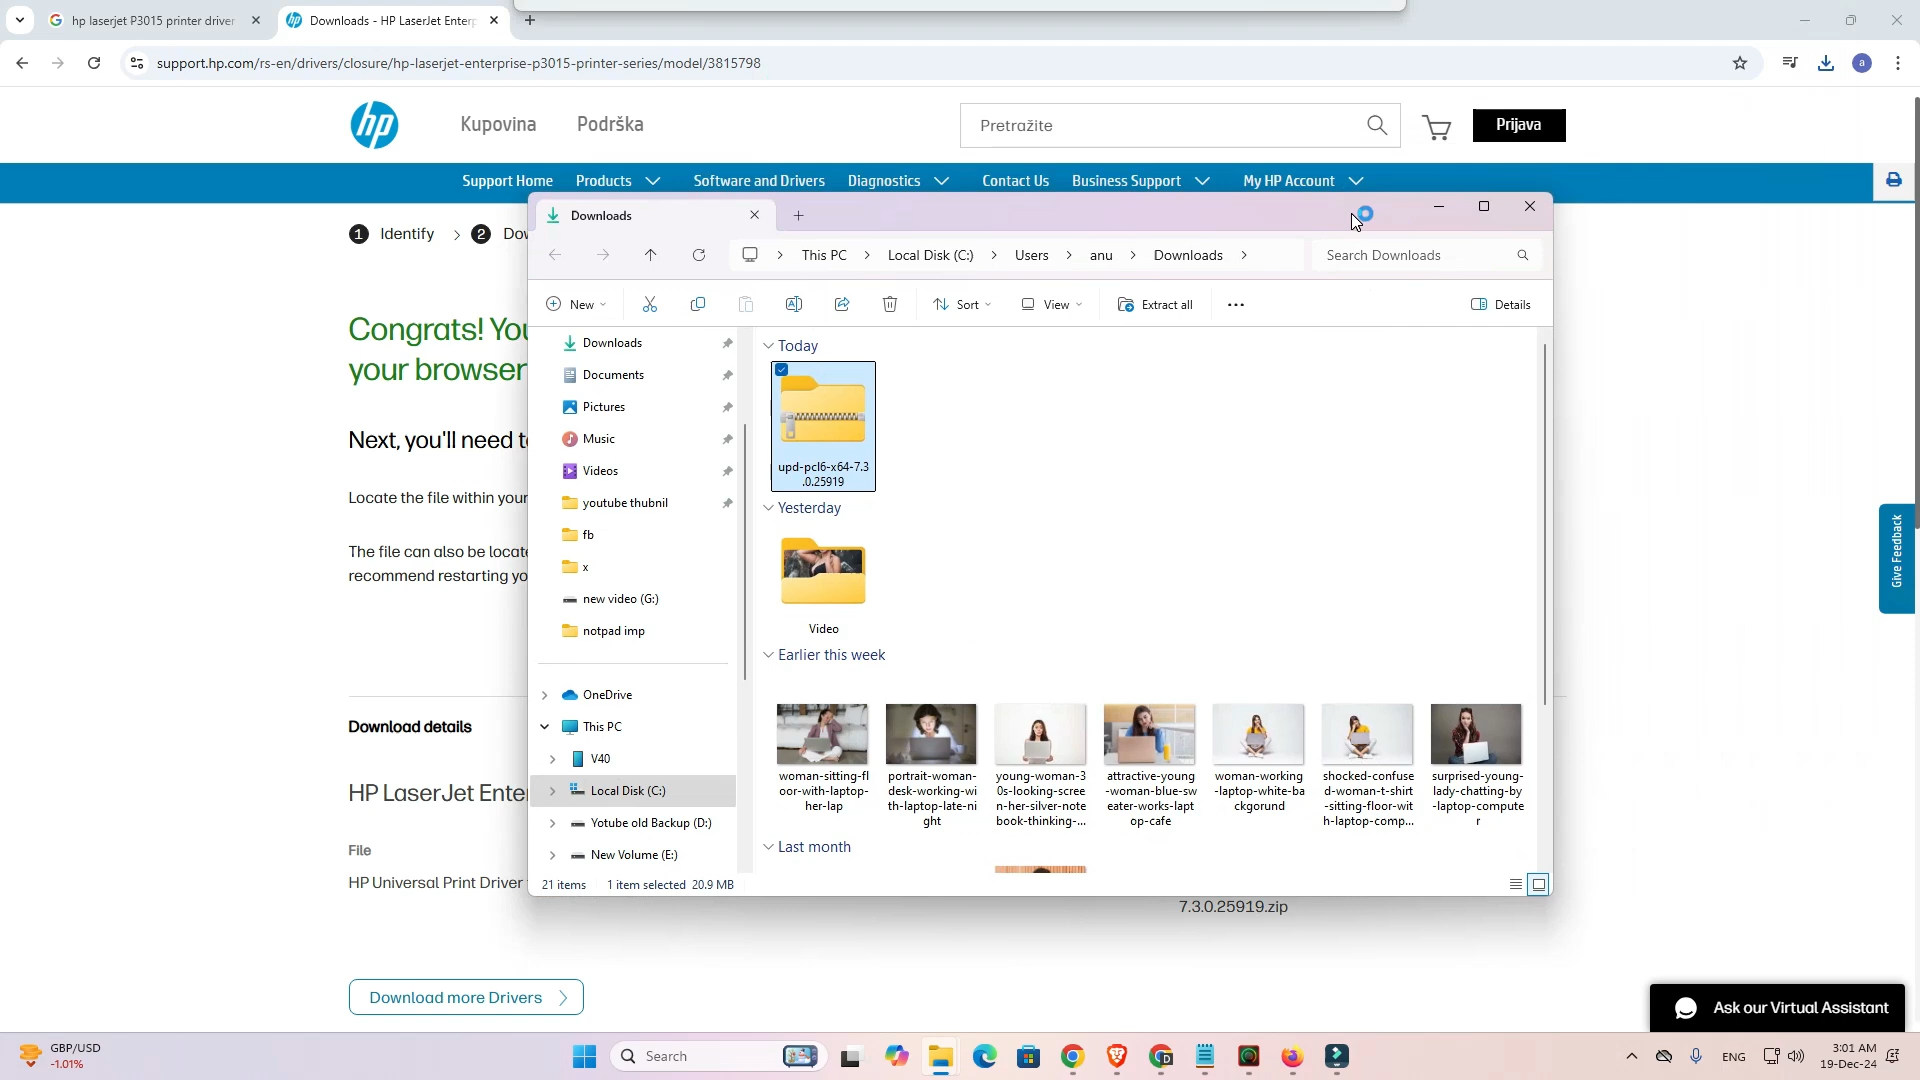 hp laserjet P3015 printer driver
Downloads - HP LaserJet Enterp
support.hp.com/rs-en/drivers/closure/hp-laserjet-enterprise-p3015-printer-series/model/3815798
a
hp
Kupovina
Podrška
Pretražite
Prijava
Support Home
Products
Software and Drivers
Diagnostics
Contact Us
Business Support
My HP Account
1 Identify
2
Congrats!
your browser
Next, you'll need
Locate the file within your
The file can also be
recommend restarting
Download details
HP LaserJet
File
HP Universal Print Driver
7.3.0.25919.zip
Download more Drivers
Give Feedback
Ask our Virtual Assistant
Downloads
This PC
Local Disk (C:)
Users
anu
Downloads
Search Downloads
New
Sort
View
Extract all
Details
Downloads
Documents
Pictures
Music
Videos
youtube thubnil
fb
x
new video (G:)
notpad imp
OneDrive
This PC
V40
Local Disk (C:)
Yotube old Backup (D:)
New Volume (E:)
Today
upd-pcl6-x64-7.3
.0.25919
Yesterday
Video
Earlier this week
woman-sitting-fl
oor-with-laptop-
her-lap
portrait-woman-
desk-working-wi
th-laptop-late-ni
ght
young-woman-3
0s-looking-scree
n-her-silver-note
book-thinking-...
attractive-young
-woman-blue-sw
eater-works-lapt
op-cafe
woman-working
-laptop-white-ba
ckgorund
shocked-confuse
d-woman-t-shirt
-sitting-floor-wit
h-laptop-comp...
surprised-young-
lady-chatting-by
-laptop-compute
r
Last month
21 items
1 item selected 20.9 MB
GBP/USD
-1.01%
Search
ENG
3:01 AM
19-Dec-24